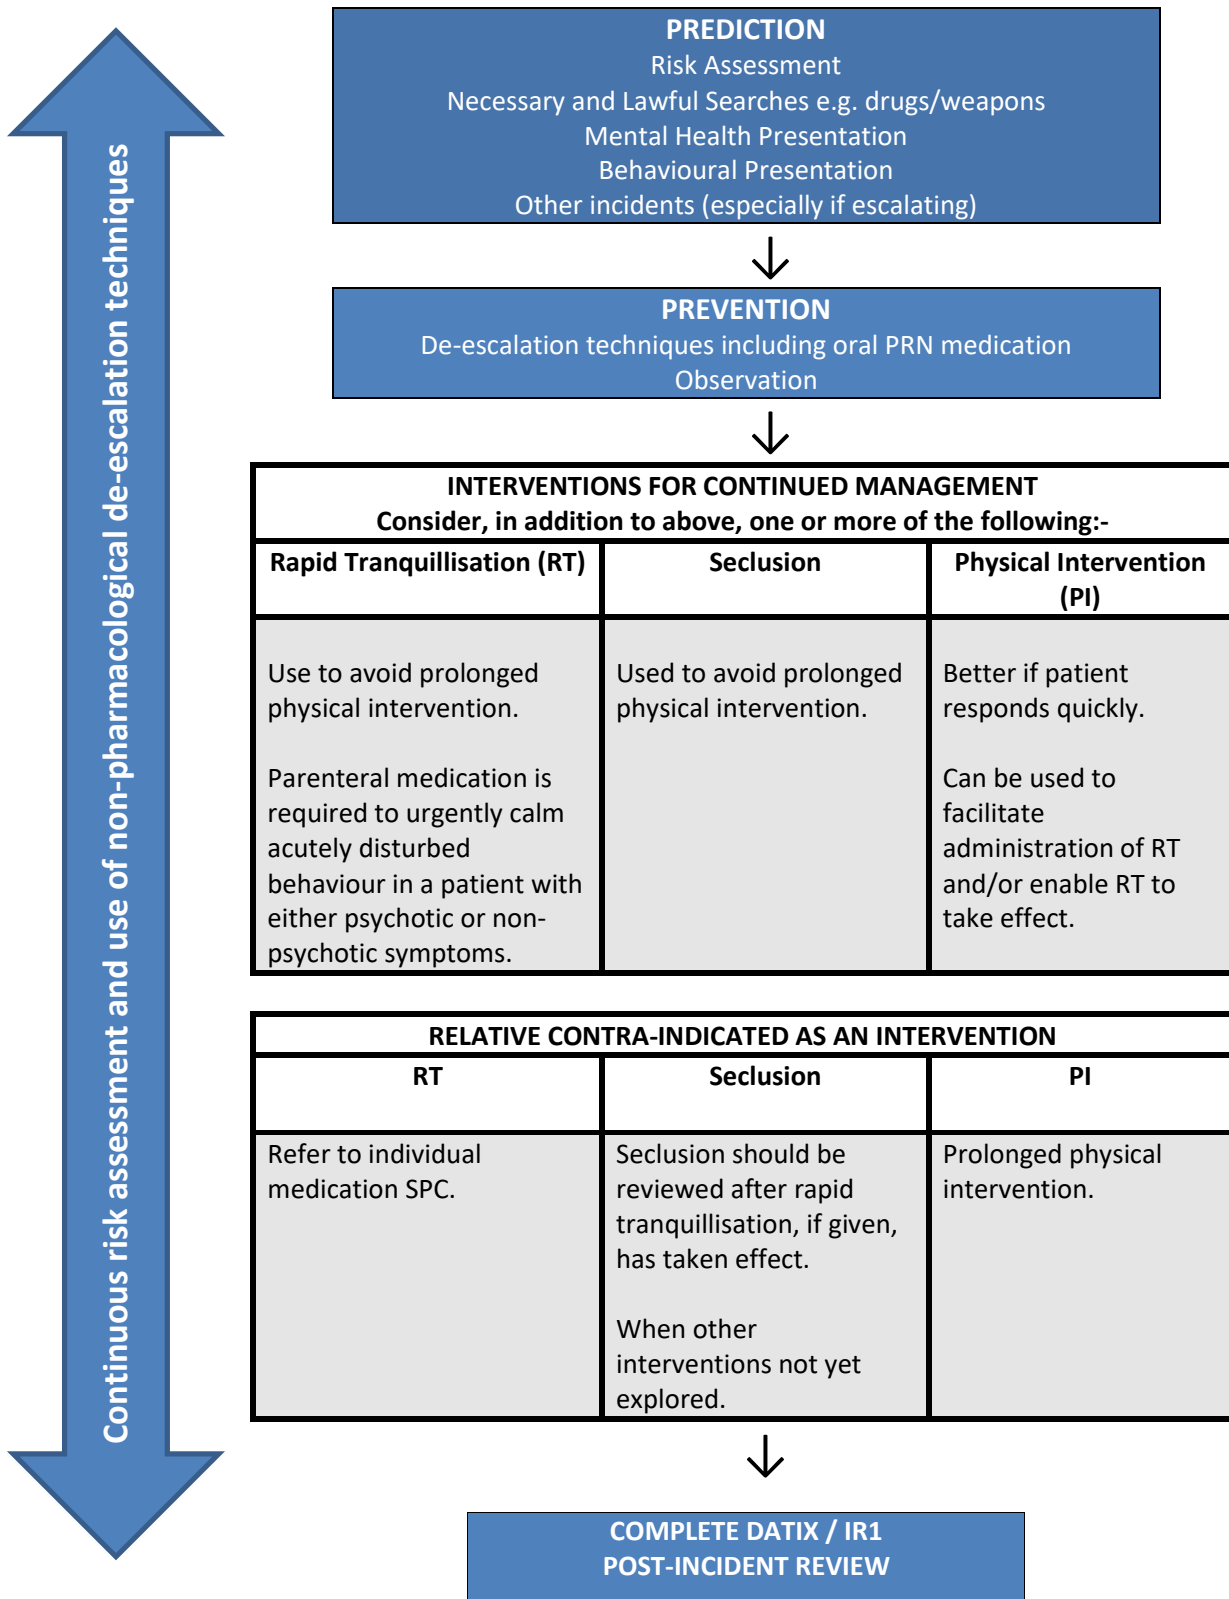 Continuous risk assessment and use of non-pharmacological de-escalation techniques
PREDICTION
Risk Assessment
Necessary and Lawful Searches e.g. drugs/weapons
Mental Health Presentation
Behavioural Presentation
Other incidents (especially if escalating)
PREVENTION
De-escalation techniques including oral PRN medication
Observation
INTERVENTIONS FOR CONTINUED MANAGEMENT
Consider, in addition to above, one or more of the following:-
Rapid Tranquillisation (RT)
Seclusion
Physical Intervention
(PI)
Use to avoid prolonged
physical intervention.
Parenteral medication is
required to urgently calm
acutely disturbed
behaviour in a patient with
either psychotic or non-
psychotic symptoms.
Used to avoid prolonged
physical intervention.
Better if patient
responds quickly.
Can be used to
facilitate
administration of RT
and/or enable RT to
take effect.
RELATIVE CONTRA-INDICATED AS AN INTERVENTION
RT
Seclusion
PI
Refer to individual
medication SPC.
Seclusion should be
reviewed after rapid
tranquillisation, if given,
has taken effect.
When other
interventions not yet
explored.
Prolonged physical
intervention.
COMPLETE DATIX / IR1
POST-INCIDENT REVIEW